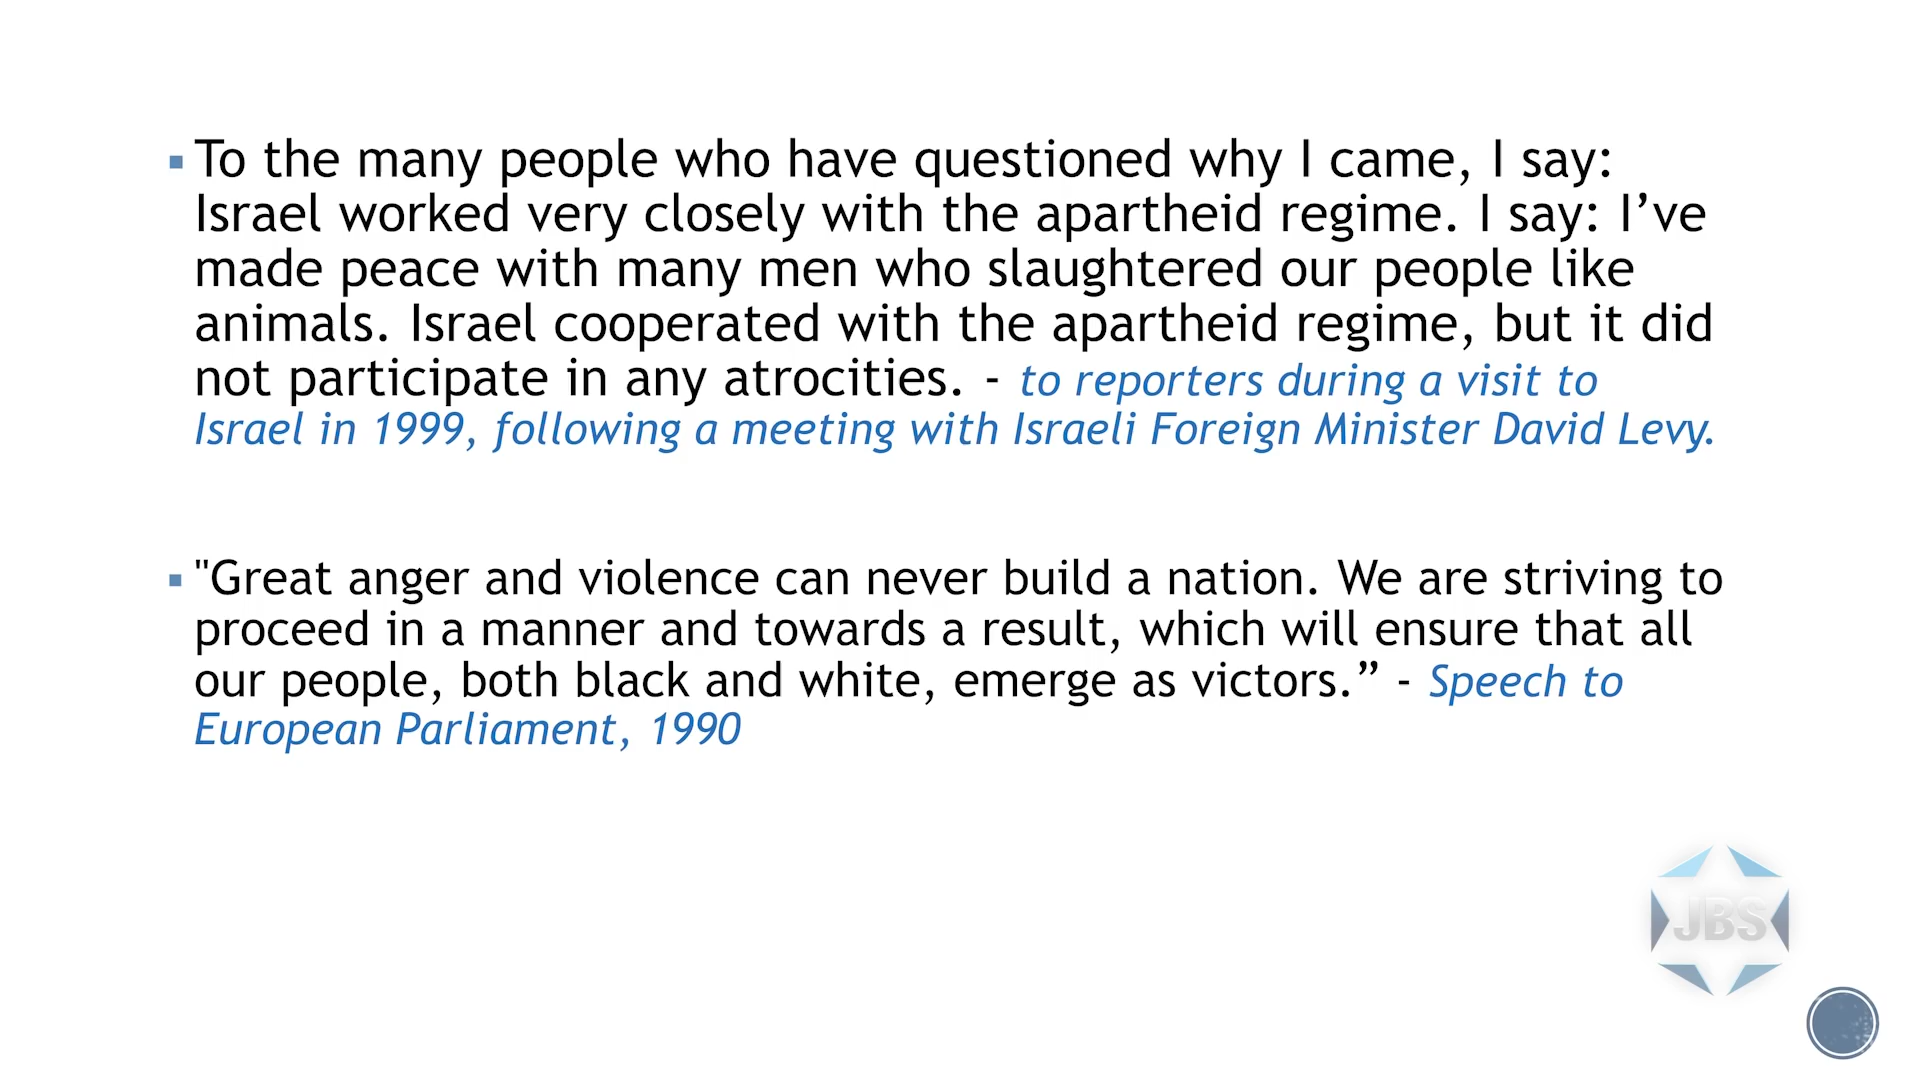 To the many people who have questioned why I came, I say:
Israel worked very closely with the apartheid regime. I say: I’ve
made peace with many men who slaughtered our people like
animals. Israel cooperated with the apartheid regime, but it did
not participate in any atrocities. - to reporters during a visit to
Israel in 1999, following a meeting with Israeli Foreign Minister David Levy.
"Great anger and violence can never build a nation. We are striving to
proceed in a manner and towards a result, which will ensure that all
our people, both black and white, emerge as victors.” - Speech to
European Parliament, 1990
JBS